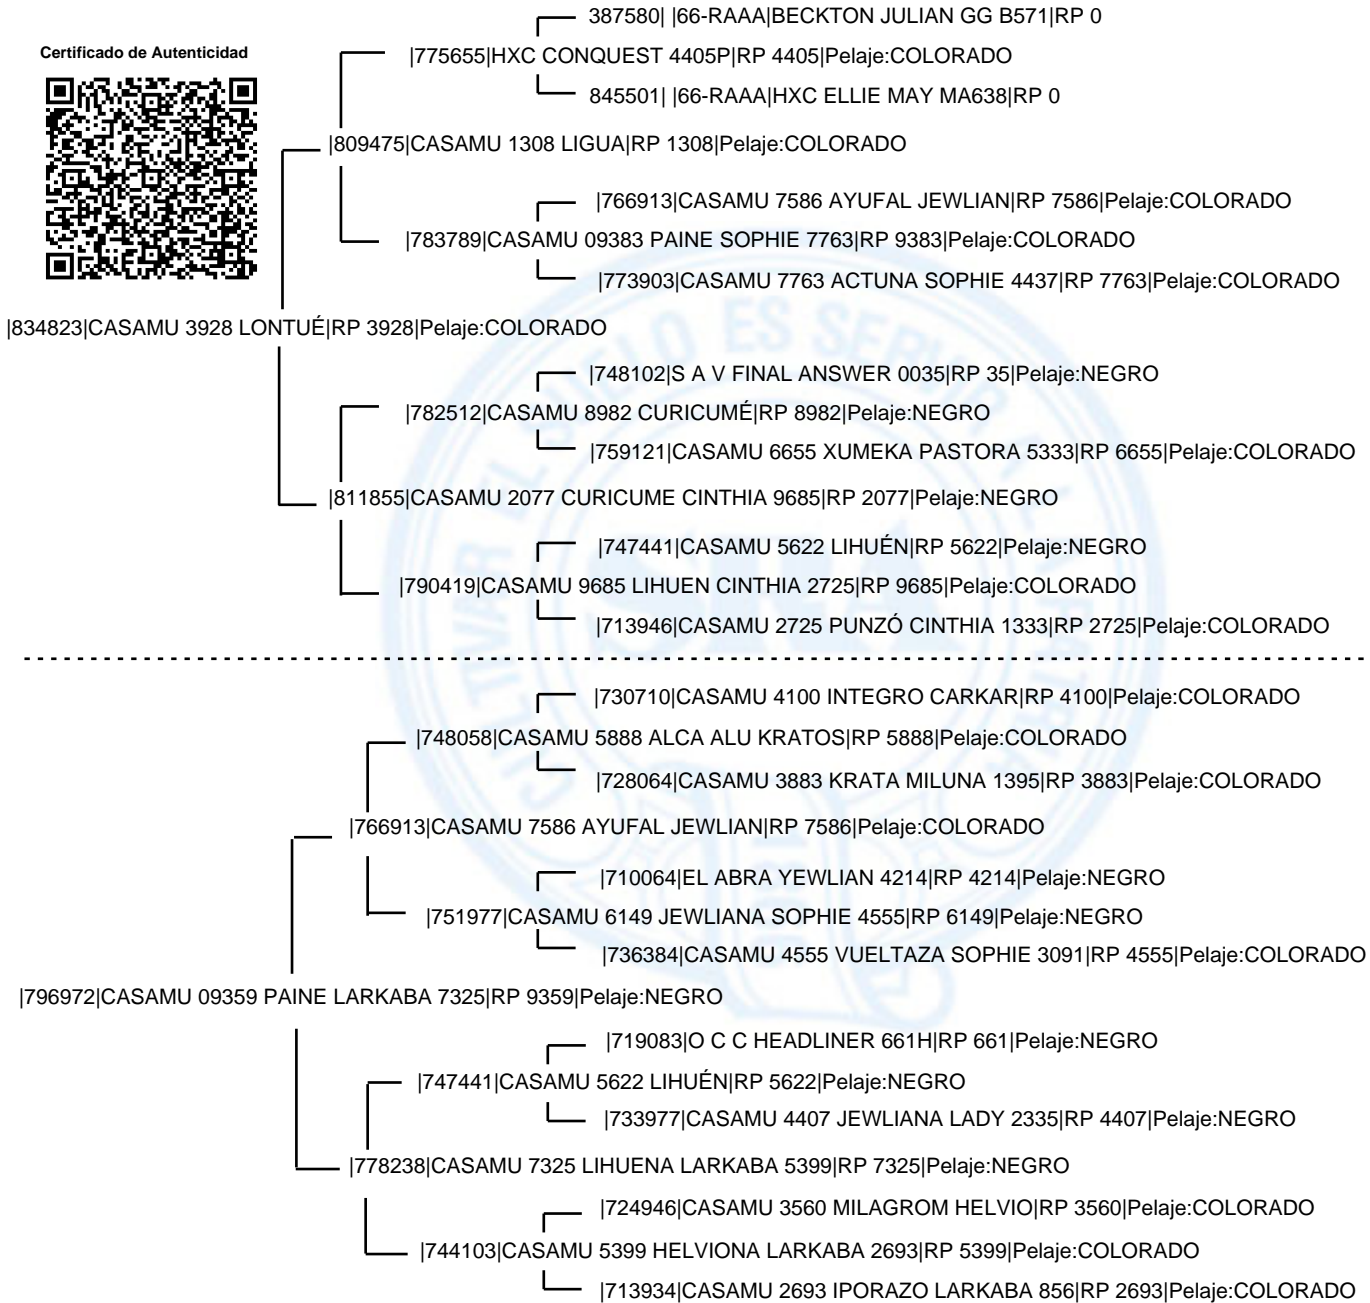 387580| |66-RAAA|BECKTON JULIAN GG B571|RP 0
Certificado de Autenticidad
|775655|HXC CONQUEST 4405P|RP 4405|Pelaje:COLORADO
845501| |66-RAAA|HXC ELLIE MAY MA638|RP 0
|809475|CASAMU 1308 LIGUA|RP 1308|Pelaje:COLORADO
|766913|CASAMU 7586 AYUFAL JEWLIAN|RP 7586|Pelaje:COLORADO
|783789|CASAMU 09383 PAINE SOPHIE 7763|RP 9383|Pelaje:COLORADO
|773903|CASAMU 7763 ACTUNA SOPHIE 4437|RP 7763|Pelaje:COLORADO
|834823|CASAMU 3928 LONTUÉ|RP 3928|Pelaje:COLORADO
|748102|S A V FINAL ANSWER 0035|RP 35|Pelaje:NEGRO
|782512|CASAMU 8982 CURICUMÉ|RP 8982|Pelaje:NEGRO
|759121|CASAMU 6655 XUMEKA PASTORA 5333|RP 6655|Pelaje:COLORADO
|811855|CASAMU 2077 CURICUME CINTHIA 9685|RP 2077|Pelaje:NEGRO
|747441|CASAMU 5622 LIHUÉN|RP 5622|Pelaje:NEGRO
|790419|CASAMU 9685 LIHUEN CINTHIA 2725|RP 9685|Pelaje:COLORADO
|713946|CASAMU 2725 PUNZÓ CINTHIA 1333|RP 2725|Pelaje:COLORADO
|730710|CASAMU 4100 INTEGRO CARKAR|RP 4100|Pelaje:COLORADO
|748058|CASAMU 5888 ALCA ALU KRATOS|RP 5888|Pelaje:COLORADO
|728064|CASAMU 3883 KRATA MILUNA 1395|RP 3883|Pelaje:COLORADO
|766913|CASAMU 7586 AYUFAL JEWLIAN|RP 7586|Pelaje:COLORADO
|710064|EL ABRA YEWLIAN 4214|RP 4214|Pelaje:NEGRO
|751977|CASAMU 6149 JEWLIANA SOPHIE 4555|RP 6149|Pelaje:NEGRO
|736384|CASAMU 4555 VUELTAZA SOPHIE 3091|RP 4555|Pelaje:COLORADO
|796972|CASAMU 09359 PAINE LARKABA 7325|RP 9359|Pelaje:NEGRO
|719083|O C C HEADLINER 661H|RP 661|Pelaje:NEGRO
|747441|CASAMU 5622 LIHUÉN|RP 5622|Pelaje:NEGRO
|733977|CASAMU 4407 JEWLIANA LADY 2335|RP 4407|Pelaje:NEGRO
|778238|CASAMU 7325 LIHUENA LARKABA 5399|RP 7325|Pelaje:NEGRO
|724946|CASAMU 3560 MILAGROM HELVIO|RP 3560|Pelaje:COLORADO
|744103|CASAMU 5399 HELVIONA LARKABA 2693|RP 5399|Pelaje:COLORADO
|713934|CASAMU 2693 IPORAZO LARKABA 856|RP 2693|Pelaje:COLORADO
CULTIVAR EL SUELO ES SERVIR A LA PATRIA
SRA
1866